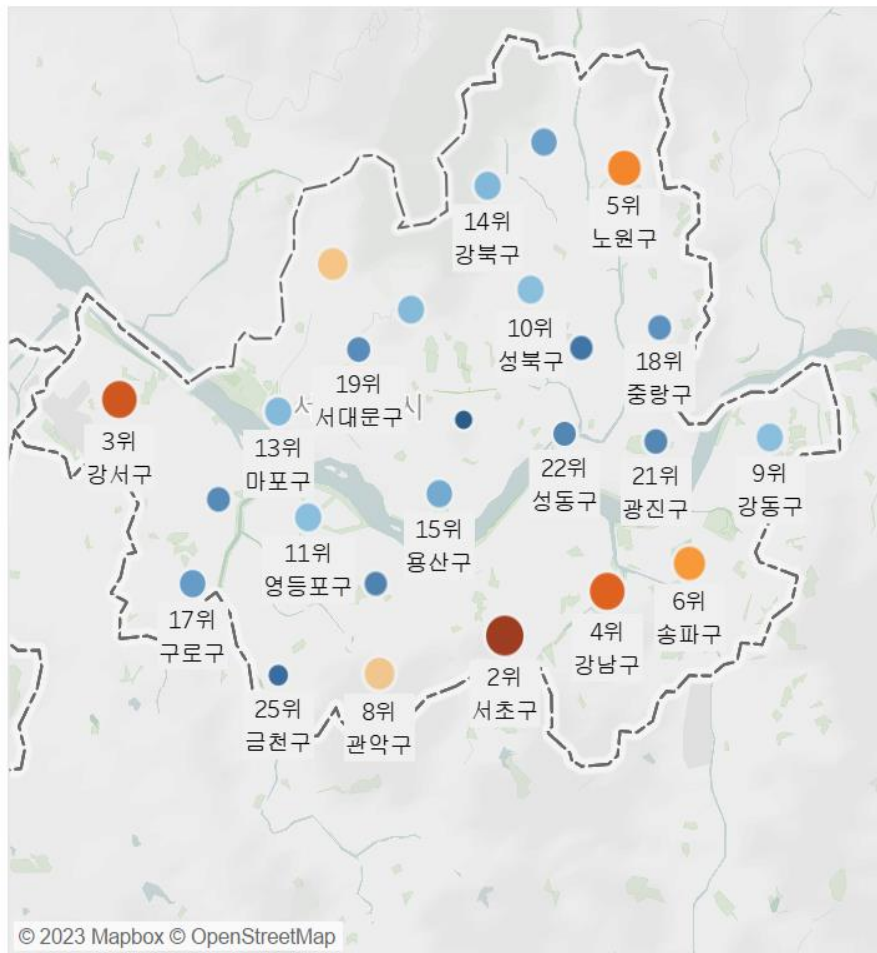 5위
노원구
14위
강북구
10위
성북구
18위
중랑구
19위
서대문구
시
3위
강서구
13위
마포구
22위
성동구
21위
광진구
9위
강동구
15위
용산구
11위
영등포구
6위
송파구
4위
강남구
17위
구로구
2위
서초구
25위
금천구
8위
관악구
© 2023 Mapbox © OpenStreetMap